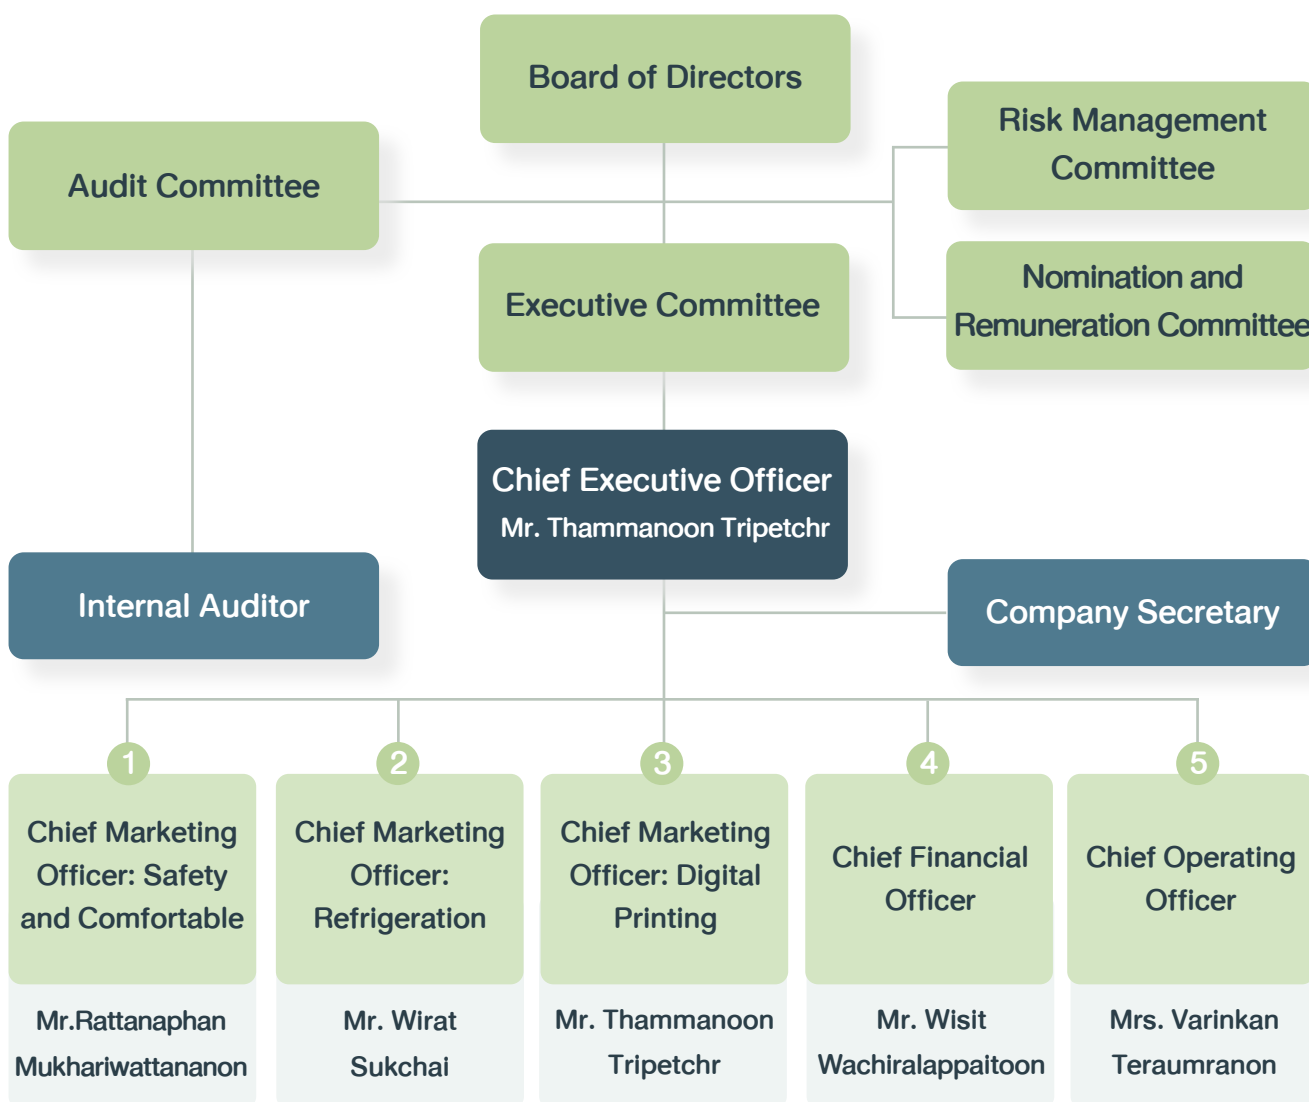 Board of Directors
Risk Management
Committee
Audit Committee
Nomination and
Remuneration Committee
Executive Committee
Chief Executive Officer
Mr. Thammanoon Tripetchr
Internal Auditor
Company Secretary
1
Chief Marketing
Officer: Safety
and Comfortable
Mr.Rattanaphan
Mukhariwattananon
2
Chief Marketing
Officer:
Refrigeration
Mr. Wirat
Sukchai
3
Chief Marketing
Officer: Digital
Printing
Mr. Thammanoon
Tripetchr
4
Chief Financial
Officer
Mr. Wisit
Wachiralappaitoon
5
Chief Operating
Officer
Mrs. Varinkan
Teraumranon